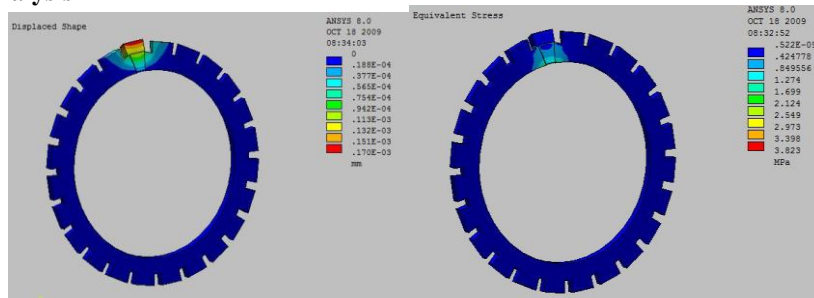 Displaced Shape
ANSYS 8.0
OCT 18 2009
08:34:03
0
.188E-04
.377E-04
.565E-04
.754E-04
.942E-04
.113E-03
.132E-03
.151E-03
.170E-03
mm
Equivalent Stress
ANSYS 8.0
OCT 18 2009
08:32:52
.424778
.849556
1.274
1.699
2.124
2.549
2.973
3.398
3.823
MPa